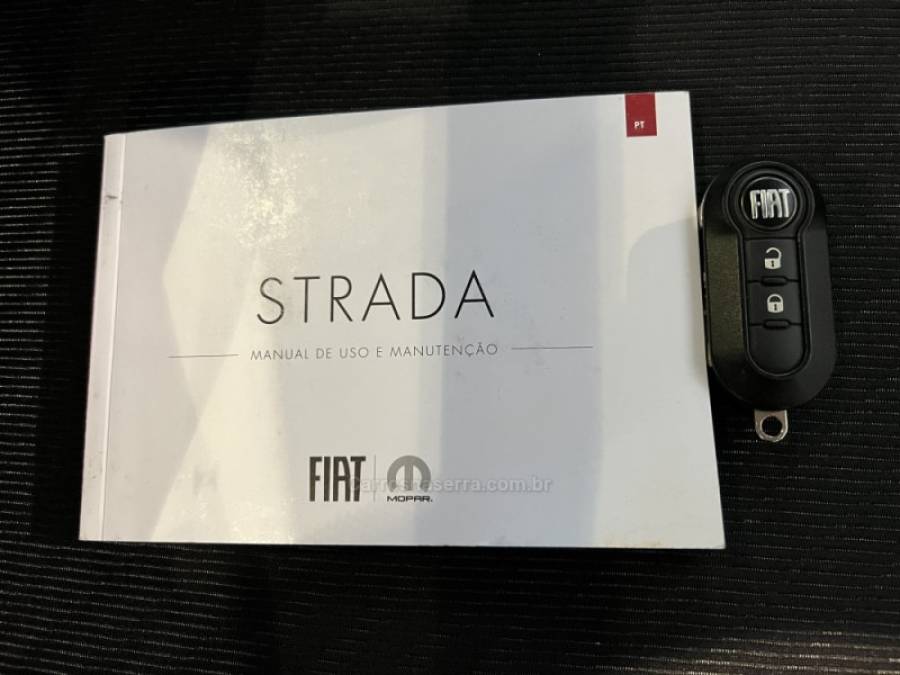 PT
FIAT
STRADA
MANUAL DE USO E MANUTENÇÃO
FIAT
MOPAR.
carrosnaserra.com.br